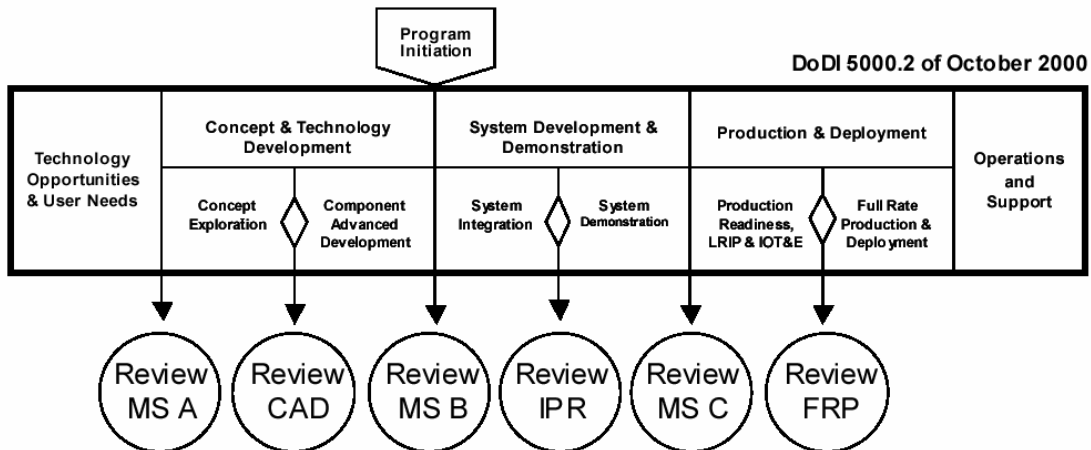 Program
Initiation
DoDI 5000.2 of October 2000
Technology
Opportunities
& User Needs
Concept & Technology
Development
Concept
Exploration
Component
Advanced
Development
System Development &
Demonstration
System
Integration
System
Demonstration
Production & Deployment
Production
Readiness,
LRIP & IOT&E
Full Rate
Production &
Deployment
Operations
and
Support
Review
MS A
Review
CAD
Review
MS B
Review
IPR
Review
MS C
Review
FRP